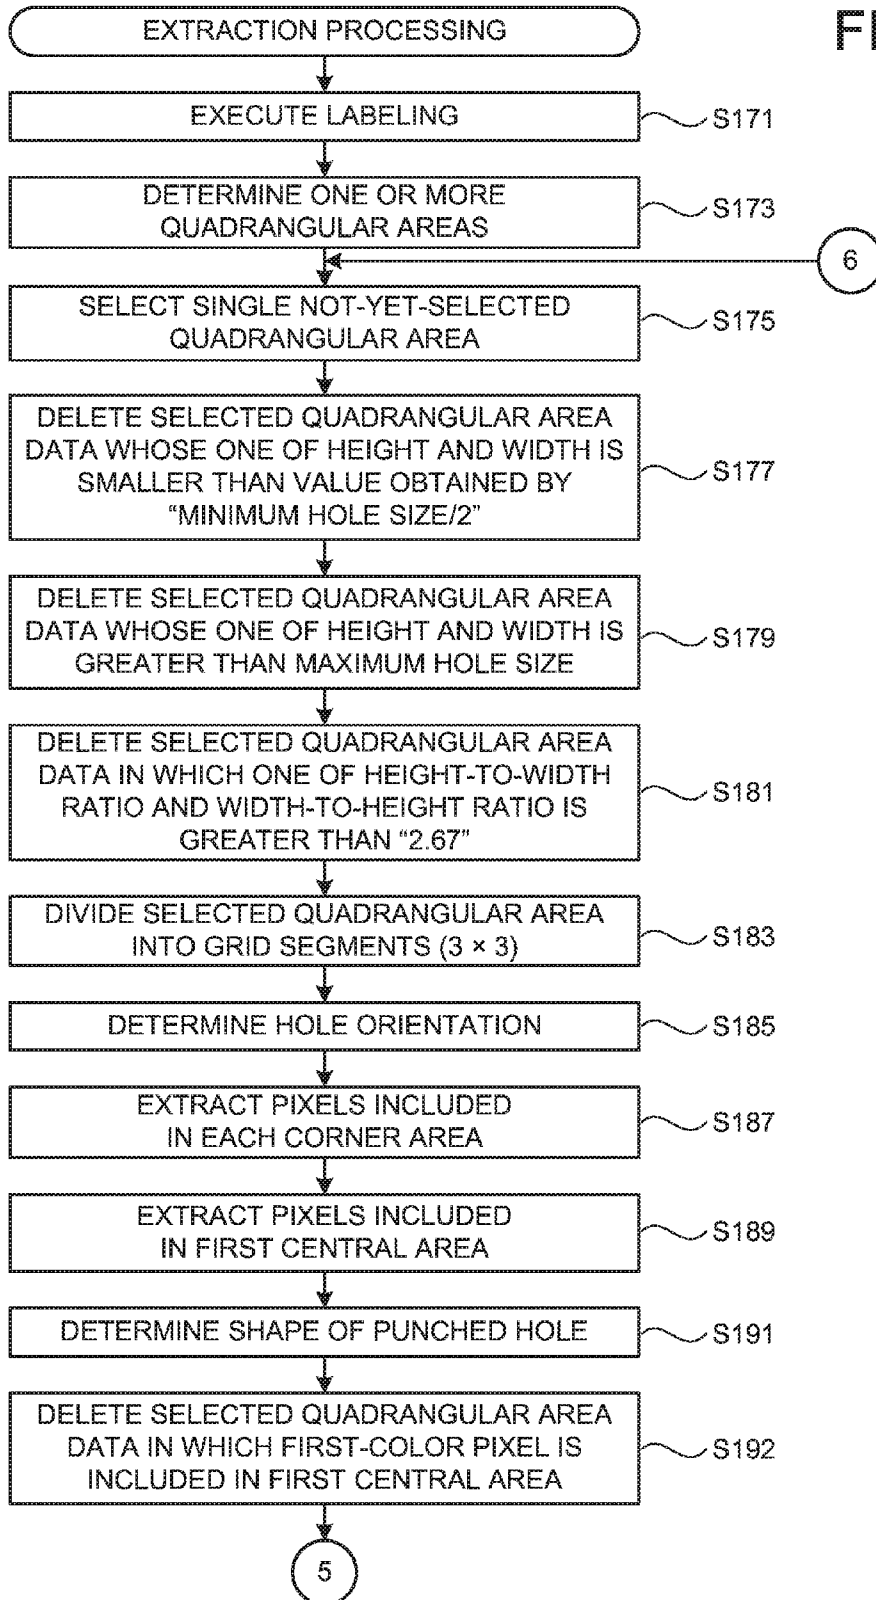 EXTRACTION PROCESSING
EXECUTE LABELING
S171
DETERMINE ONE OR MORE
QUADRANGULAR AREAS
S173
6
SELECT SINGLE NOT-YET-SELECTED
QUADRANGULAR AREA
S175
DELETE SELECTED QUADRANGULAR AREA
DATA WHOSE ONE OF HEIGHT AND WIDTH IS
SMALLER THAN VALUE OBTAINED BY
“MINIMUM HOLE SIZE/2”
S177
DELETE SELECTED QUADRANGULAR AREA
DATA WHOSE ONE OF HEIGHT AND WIDTH IS
GREATER THAN MAXIMUM HOLE SIZE
S179
DELETE SELECTED QUADRANGULAR AREA
DATA IN WHICH ONE OF HEIGHT-TO-WIDTH
RATIO AND WIDTH-TO-HEIGHT RATIO IS
GREATER THAN “2.67”
S181
DIVIDE SELECTED QUADRANGULAR AREA
INTO GRID SEGMENTS (3 × 3)
S183
DETERMINE HOLE ORIENTATION
S185
EXTRACT PIXELS INCLUDED
IN EACH CORNER AREA
S187
EXTRACT PIXELS INCLUDED
IN FIRST CENTRAL AREA
S189
DETERMINE SHAPE OF PUNCHED HOLE
S191
DELETE SELECTED QUADRANGULAR AREA
DATA IN WHICH FIRST-COLOR PIXEL IS
INCLUDED IN FIRST CENTRAL AREA
S192
5